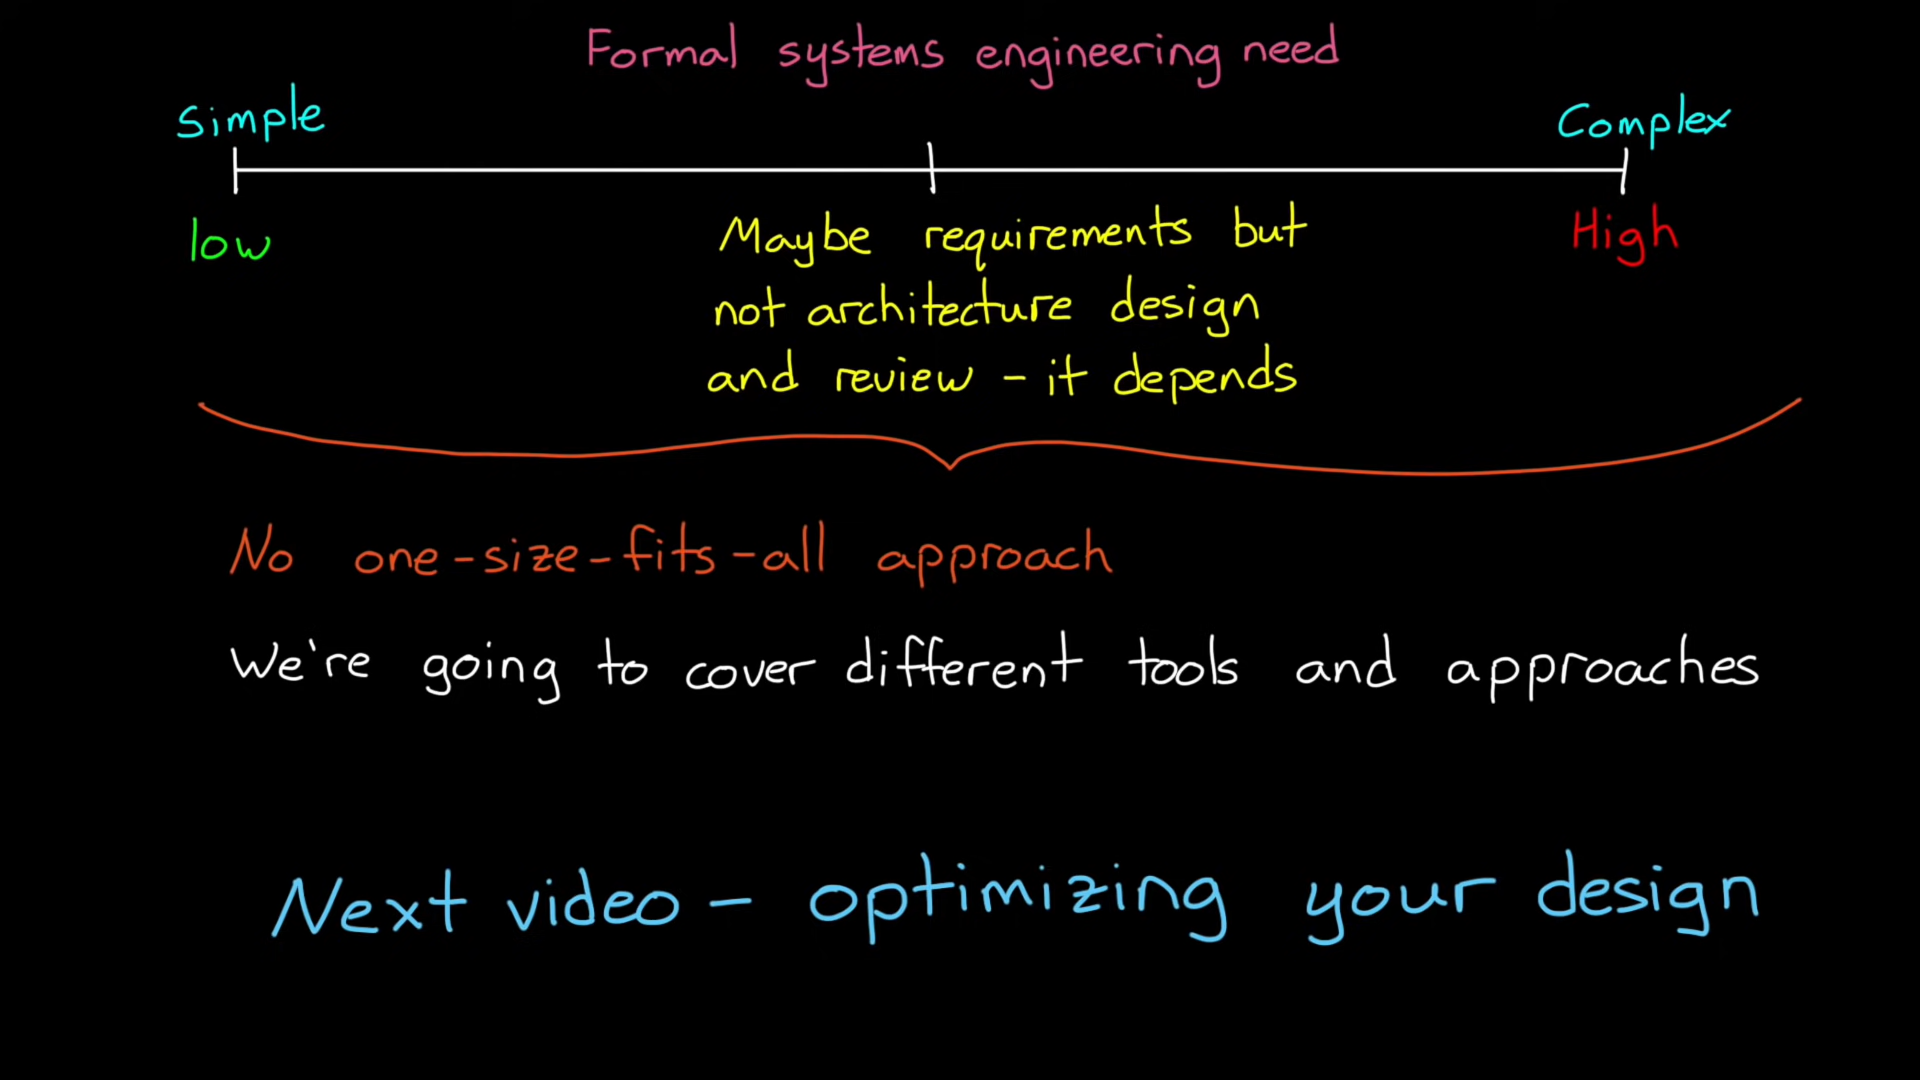 Formal systems engineering need
Simple
Complex
low
High
Maybe requirements but
not architecture design
and review - it depends
No one-size-fits-all approach
We're going to cover different tools and approaches
Next video - optimizing your design